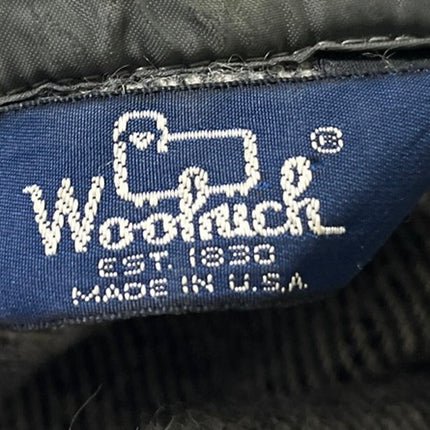 Woolrich ®
EST. 1830
MADE IN U.S.A.